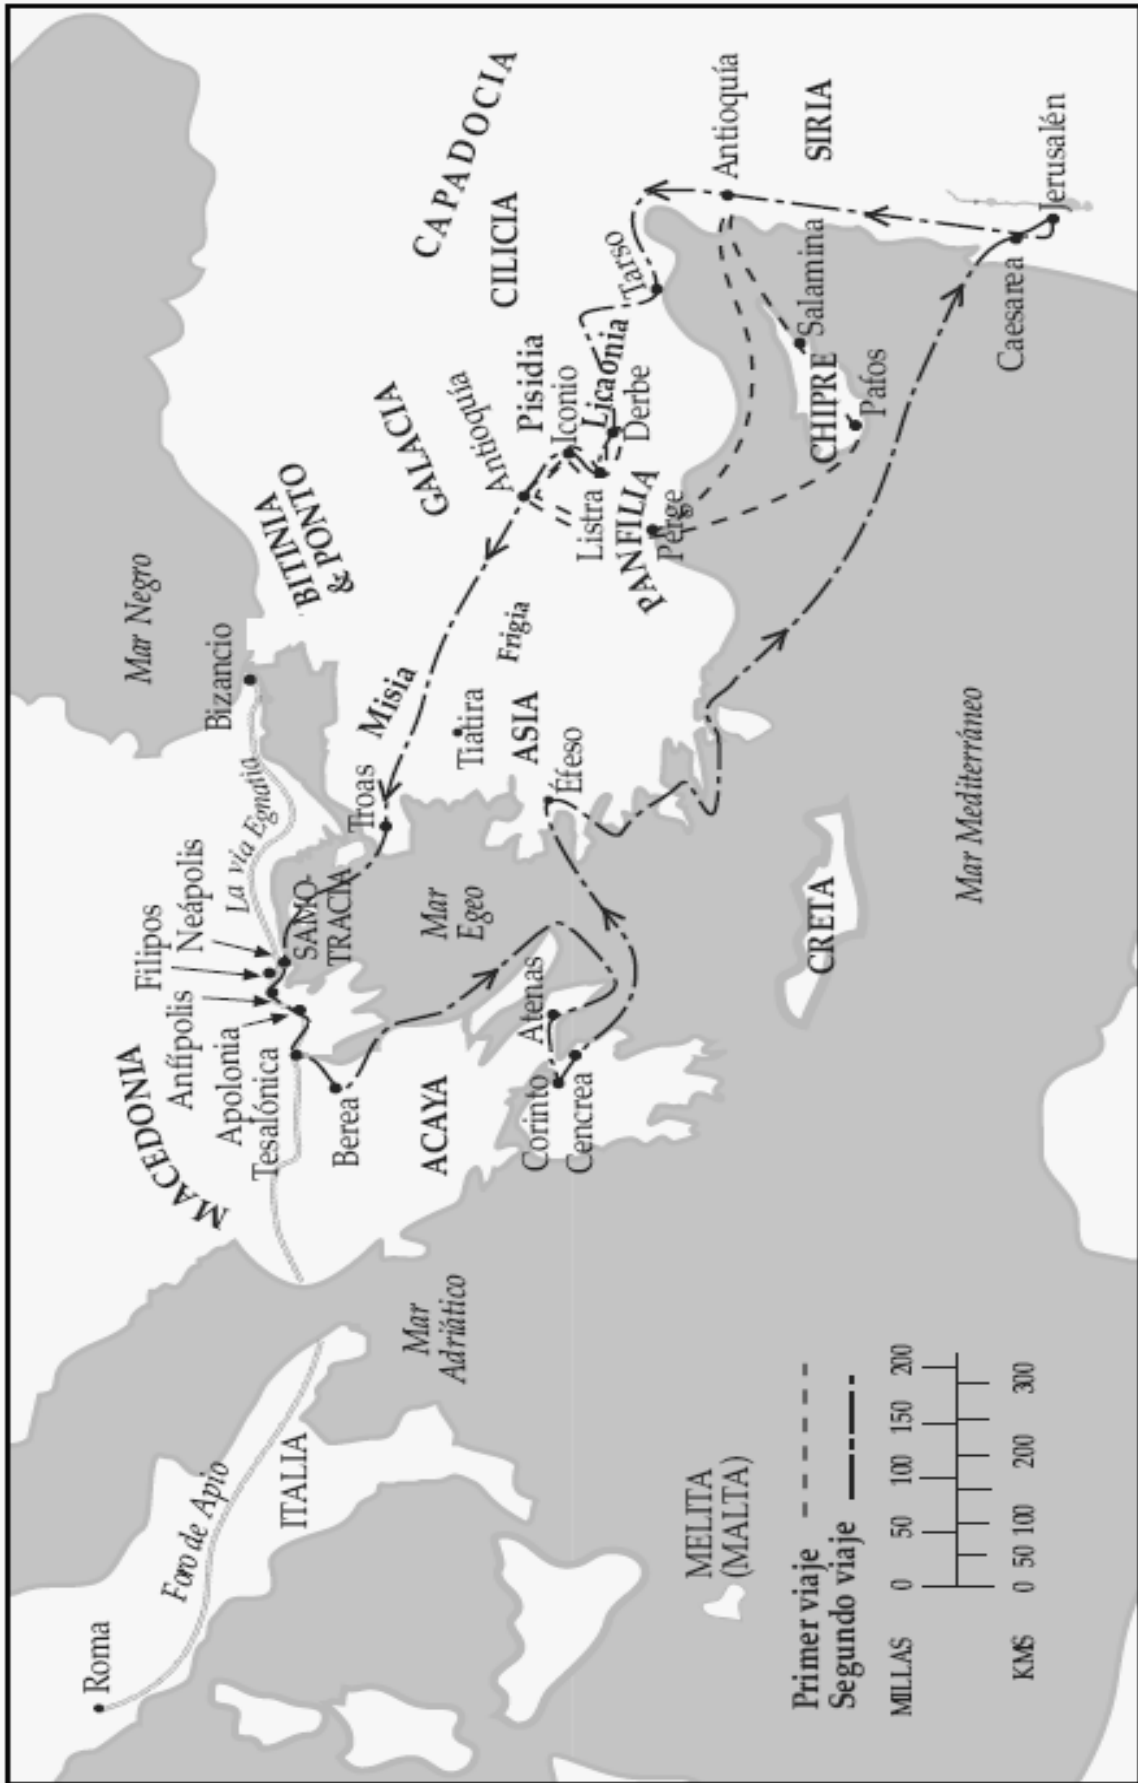 Roma
Foro de Apio
ITALIA
Mar
Adriático
MELITA
(MALTA)
MACEDONIA
Anfípolis
Filipos
Neápolis
Apolonia
Tesalónica
Berea
ACAYA
Corinto
Cencrea
Atenas
La via Egnatia
SAMO-
TRACIA
Mar
Egeo
Bizancio
Mar Negro
Troas
Misia
Tiatira
ASIA
Éfeso
Frigia
BITINIA
& PONTO
GALACIA
Antioquía
Pisidia
Iconio
Listra
Licaonia
Derbe
PANFILIA
Perge
CAPADOCIA
CILICIA
Tarso
Antioquía
SIRIA
Salamina
CHIPRE
Pafos
CRETA
Mar Mediterráneo
Caesarea
Jerusalén
Primer viaje
Segundo viaje
MILLAS 0 50 100 150 200
KMS 0 50 100 200 300